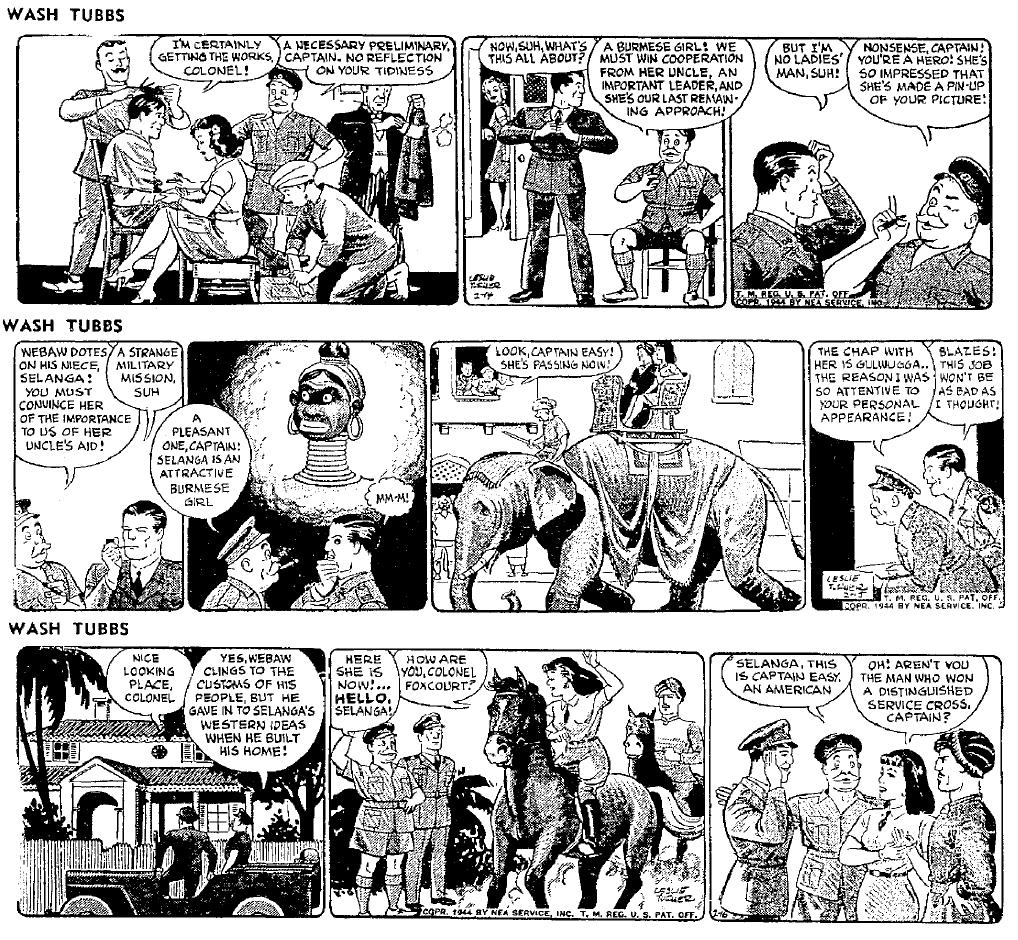 WASH TUBBS
I'M CERTAINLY
GETTING THE WORKS,
COLONEL!
A NECESSARY PRELIMINARY,
CAPTAIN. NO REFLECTION
ON YOUR TIDINESS
NOW, SUH, WHAT'S
THIS ALL ABOUT?
A BURMESE GIRL! WE
MUST WIN COOPERATION
FROM HER UNCLE, AN
IMPORTANT LEADER, AND
SHE'S OUR LAST REMAIN-
ING APPROACH!
LESLIE
TURNER
2-14
BUT I'M
NO LADIES'
MAN, SUH!
NONSENSE, CAPTAIN!
YOU'RE A HERO! SHE'S
SO IMPRESSED THAT
SHE'S MADE A PIN-UP
OF YOUR PICTURE!
T. M. REG. U. S. PAT. OFF.
COPR. 1944 BY NEA SERVICE, INC.
WASH TUBBS
WEBAW DOTES
ON HIS NIECE,
SELANGA!
YOU MUST
CONVINCE HER
OF THE IMPORTANCE
TO US OF HER
UNCLE'S AID!
A STRANGE
MILITARY
MISSION,
SUH
A
PLEASANT
ONE, CAPTAIN!
SELANGA IS AN
ATTRACTIVE
BURMESE
GIRL
MM-M!
LOOK, CAPTAIN EASY!
SHE'S PASSING NOW!
THE CHAP WITH
HER IS GULWUGGA..
THE REASON I WAS
SO ATTENTIVE TO
YOUR PERSONAL
APPEARANCE!
BLAZES!
THIS JOB
WON'T BE
AS BAD AS
I THOUGHT!
LESLIE
TURNER
T. M. REG. U. S. PAT. OFF.
COPR. 1944 BY NEA SERVICE, INC.
WASH TUBBS
NICE
LOOKING
PLACE,
COLONEL
YES, WEBAW
CLINGS TO THE
CUSTOMS OF HIS
PEOPLE, BUT HE
GAVE IN TO SELANGA'S
WESTERN IDEAS
WHEN HE BUILT
HIS HOME!
HERE
SHE IS
NOW!...
HELLO,
SELANGA!
HOW ARE
YOU, COLONEL
FOXCOURT?
LESLIE
TURNER
COPR. 1944 BY NEA SERVICE, INC. T. M. REG. U. S. PAT. OFF.
SELANGA, THIS
IS CAPTAIN EASY.
AN AMERICAN
OH! AREN'T YOU
THE MAN WHO WON
A DISTINGUISHED
SERVICE CROSS,
CAPTAIN?
2-16